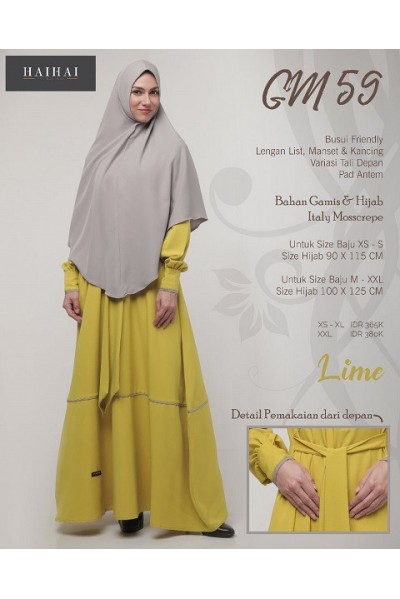 HAIHAI
GM 59
Busui Friendly
Lengan List, Manset & Kancing
Variasi Tali Depan
Pad Antem
Bahan Gamis & Hijab
Italy Mosscrepe
Untuk Size Baju XS - S
Size Hijab 90 X 115 CM
Untuk Size Baju M - XXL
Size Hijab 100 X 125 CM
XS - XL IDR 365K
XXL IDR 380K
Lime
Detail Pemakaian dari depan